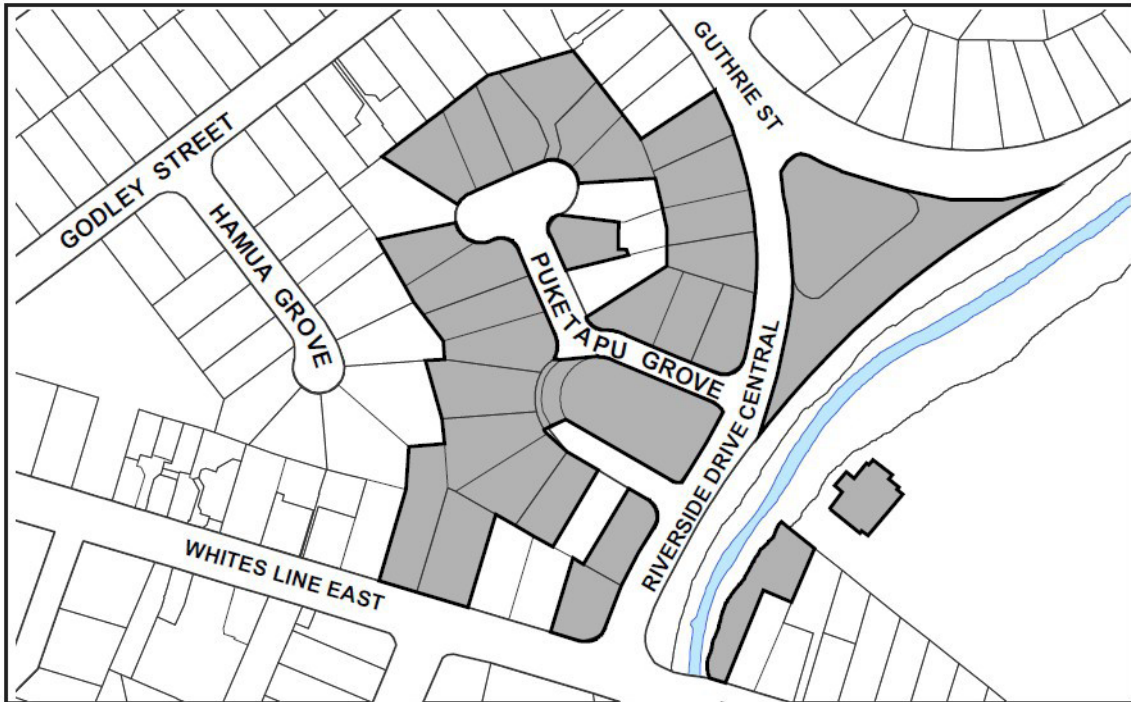 GUTHRIE ST
GODLEY STREET
HAMUA GROVE
PUKETAPU GROVE
RIVERSIDE DRIVE CENTRAL
WHITES LINE EAST